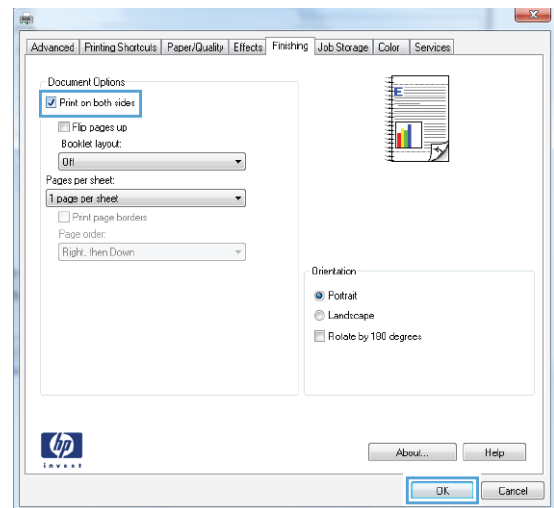 Advanced Printing Shortcuts Paper/Quality Effects Finishing Job Storage Color Services
Document Options
Print on both sides
Flip pages up
Booklet layout:
Off
Pages per sheet:
1 page per sheet
Print page borders
Page order:
Right, then Down
E
Orientation
Portrait
Landscape
Rotate by 180 degrees
hp
invent
About... Help
OK Cancel